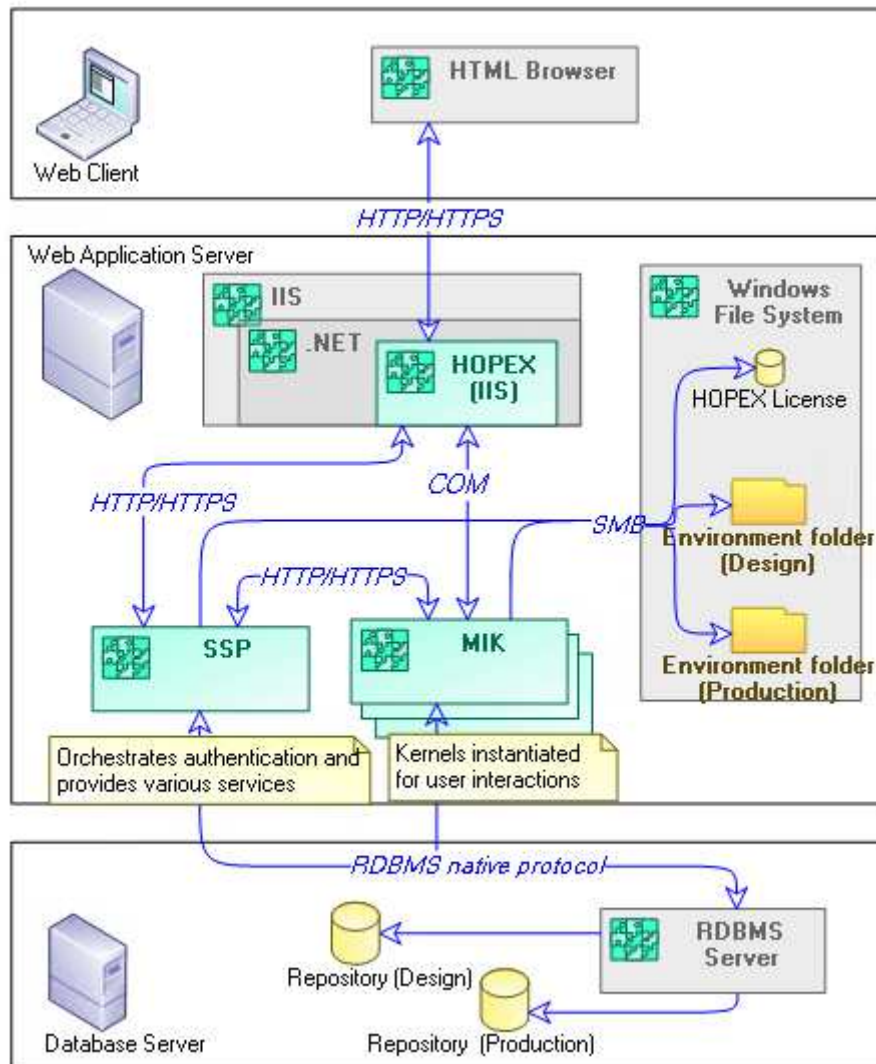 HTML Browser
Web Client
HTTP/HTTPS
Web Application Server
IIS
.NET
HOPEX
(IIS)
Windows
File System
HOPEX License
HTTP/HTTPS
COM
SMB
Environment folder
(Design)
HTTP/HTTPS
SSP
MIK
Environment folder
(Production)
Orchestrates authentication and
provides various services
Kernels instantiated
for user interactions
RDBMS native protocol
RDBMS
Server
Repository (Design)
Repository (Production)
Database Server